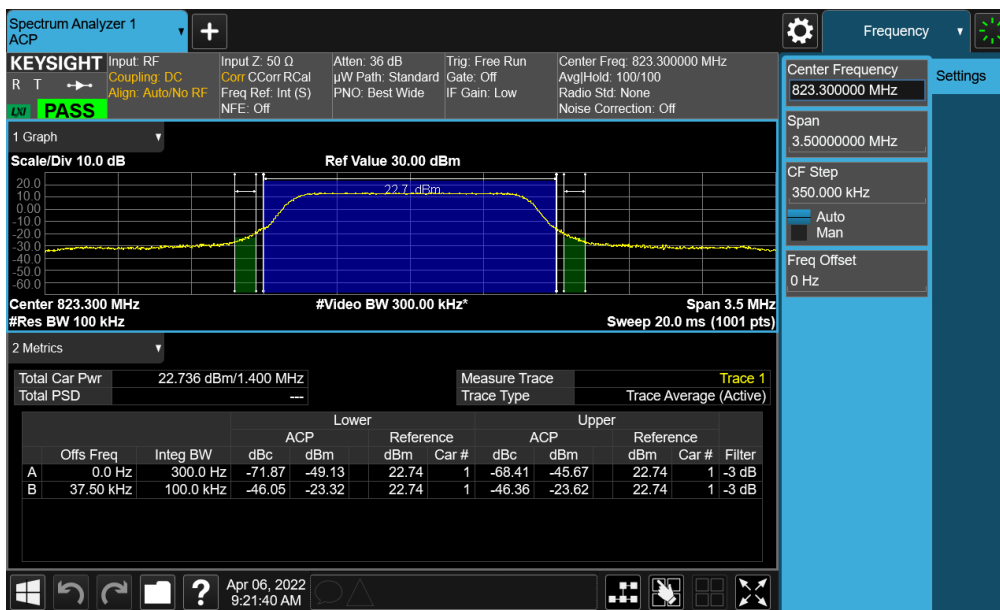 Spectrum Analyzer 1
ACP
+
Frequency
KEYSIGHT Input: RF Input Z: 50 Ω Atten: 36 dB Trig: Free Run Center Freq: 823.300000 MHz
R T Coupling: DC Corr CCorr RCal µW Path: Standard Gate: Off Avg|Hold: 100/100
Align: Auto/No RF Freq Ref: Int (S) PNO: Best Wide IF Gain: Low Radio Std: None
LXI PASS NFE: Off Noise Correction: Off
1 Graph
Scale/Div 10.0 dB Ref Value 30.00 dBm
22.7 dBm
20.0
10.0
0.00
-10.0
-20.0
-30.0
-40.0
-50.0
-60.0
Center 823.300 MHz #Video BW 300.00 kHz* Span 3.5 MHz
#Res BW 100 kHz Sweep 20.0 ms (1001 pts)
2 Metrics
Total Car Pwr 22.736 dBm/1.400 MHz Measure Trace Trace 1
Total PSD --- Trace Type Trace Average (Active)
Lower Upper
ACP Reference ACP Reference
Offs Freq Integ BW dBc dBm dBm Car # dBc dBm dBm Car # Filter
A 0.0 Hz 300.0 Hz -71.87 -49.13 22.74 1 -68.41 -45.67 22.74 1 -3 dB
B 37.50 kHz 100.0 kHz -46.05 -23.32 22.74 1 -46.36 -23.62 22.74 1 -3 dB
Center Frequency
823.300000 MHz
Settings
Span
3.50000000 MHz
CF Step
350.000 kHz
Auto
Man
Freq Offset
0 Hz
?
Apr 06, 2022
9:21:40 AM